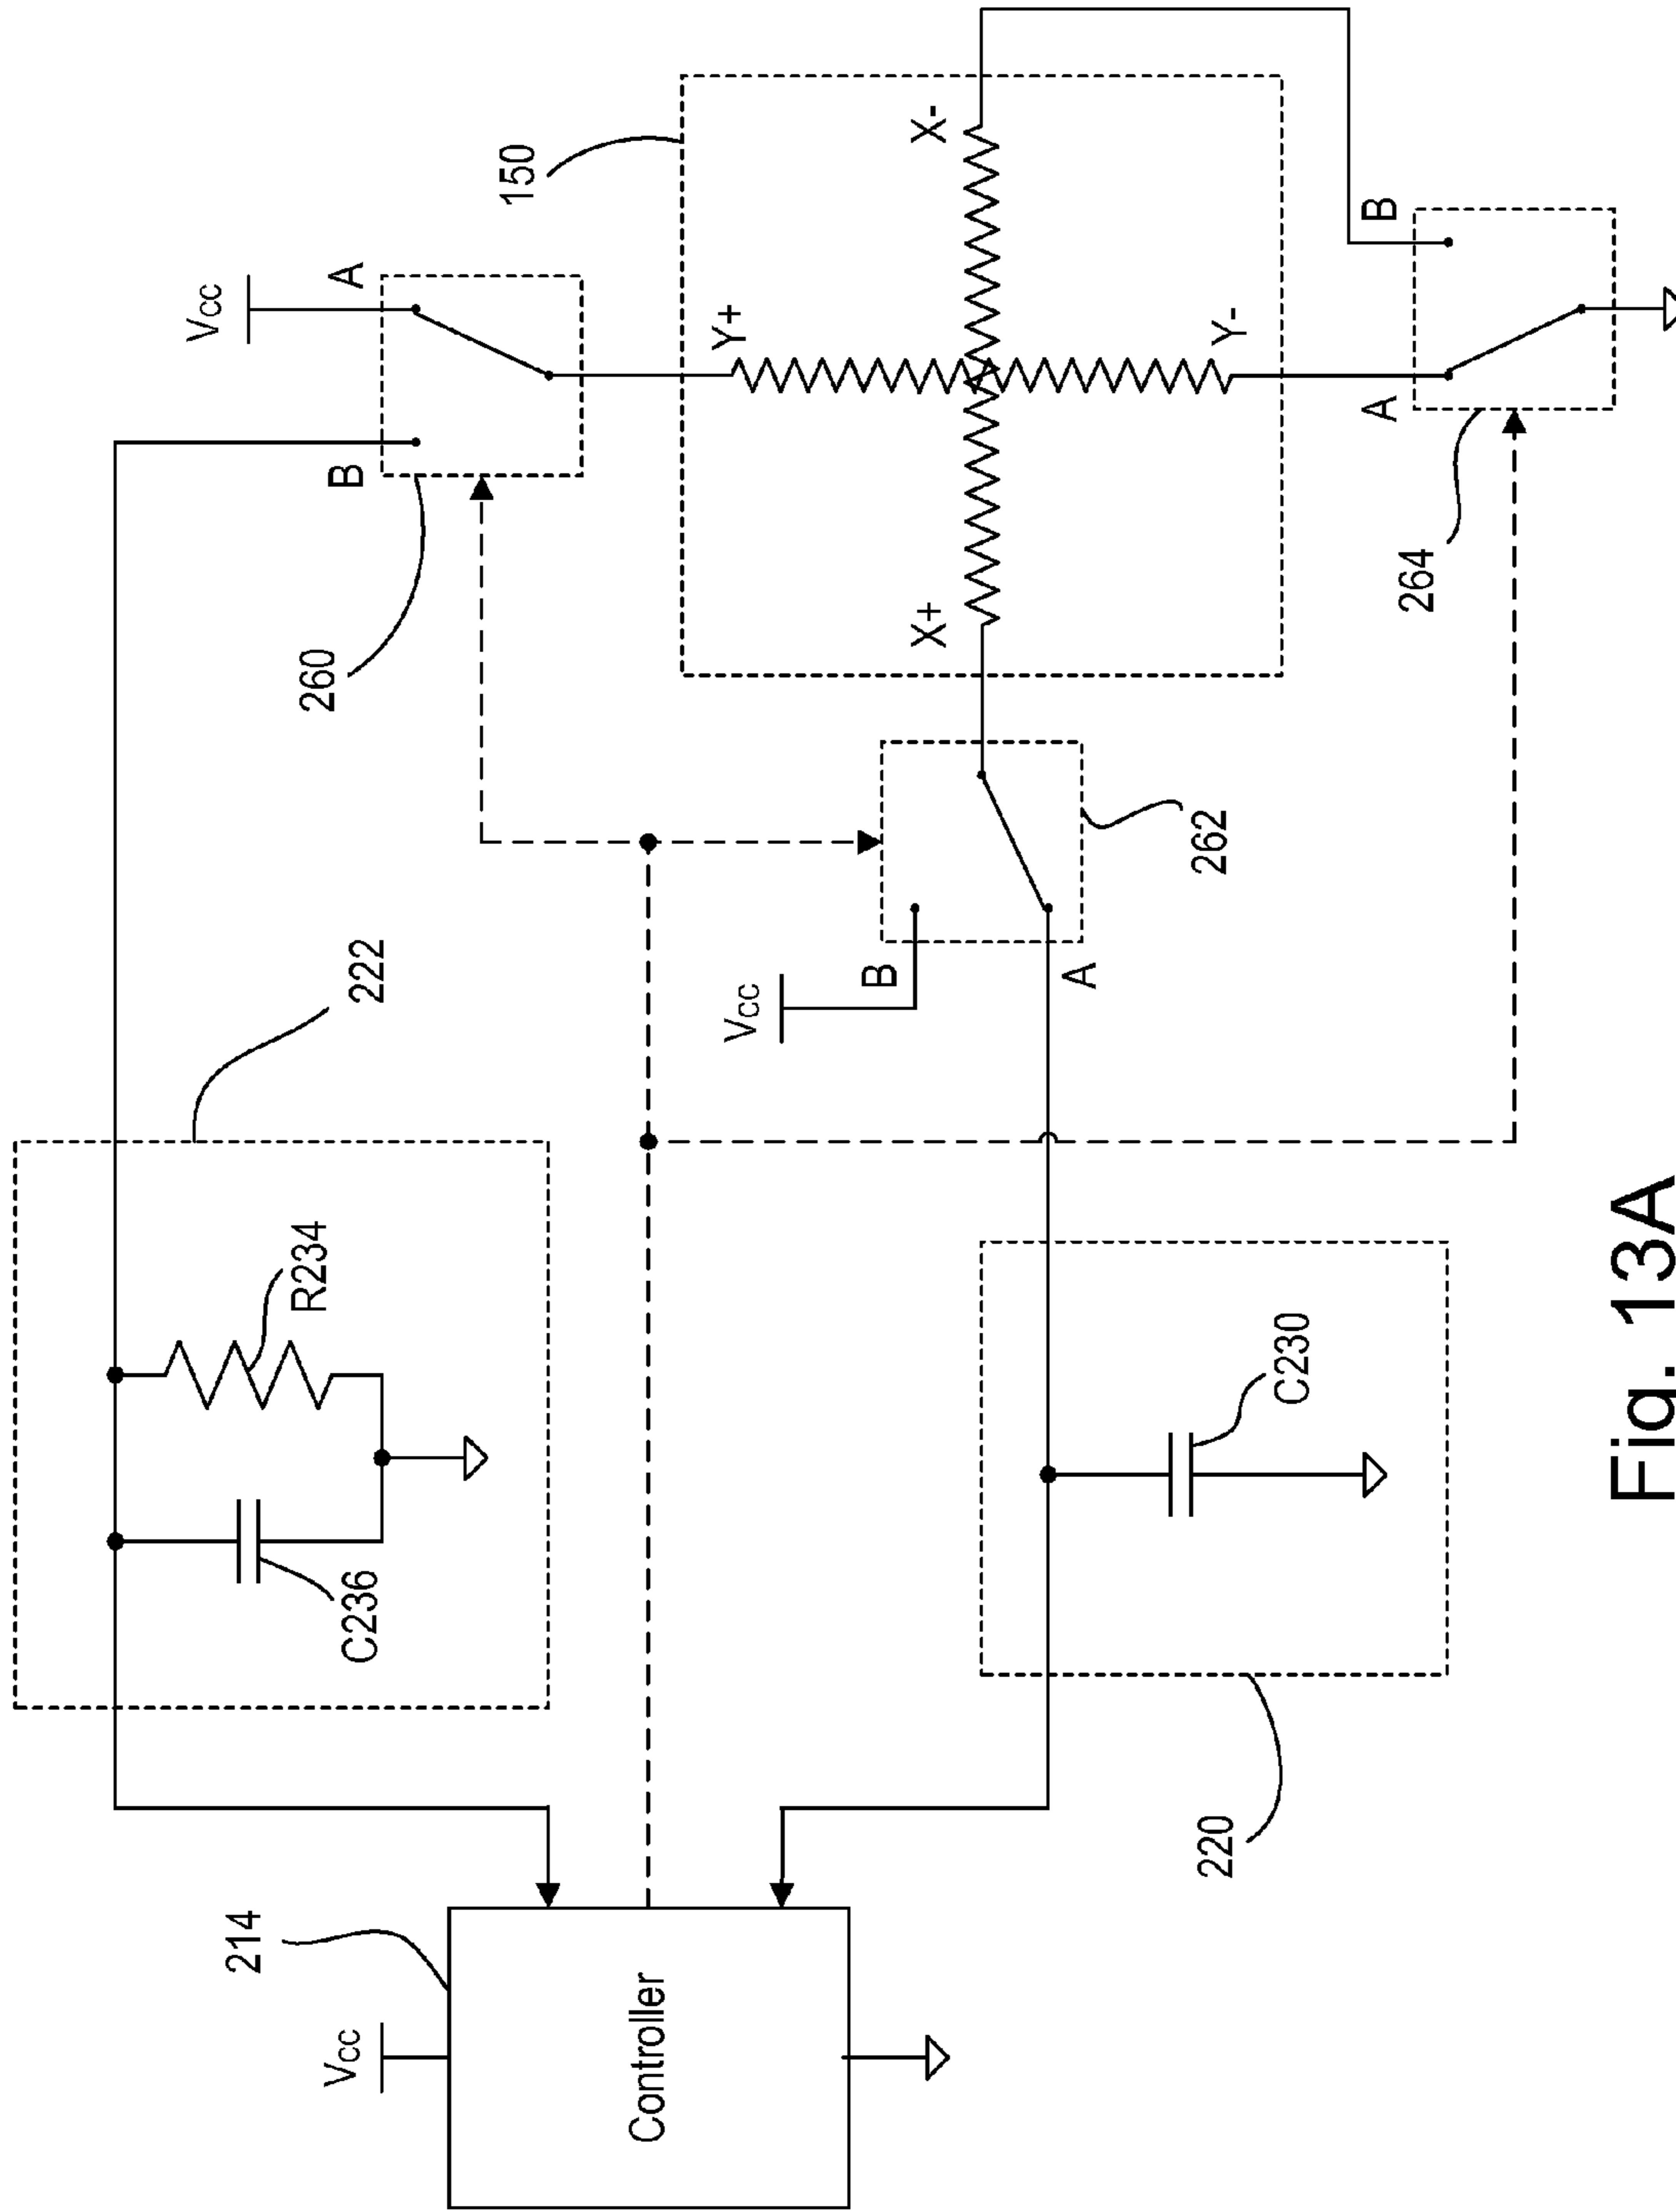 222
Vcc
A
B
260
150
C236
R234
214
Vcc
Controller
Vcc
B
A
262
Y+
X+
X-
Y-
220
C230
264
A
B
Fig. 13A